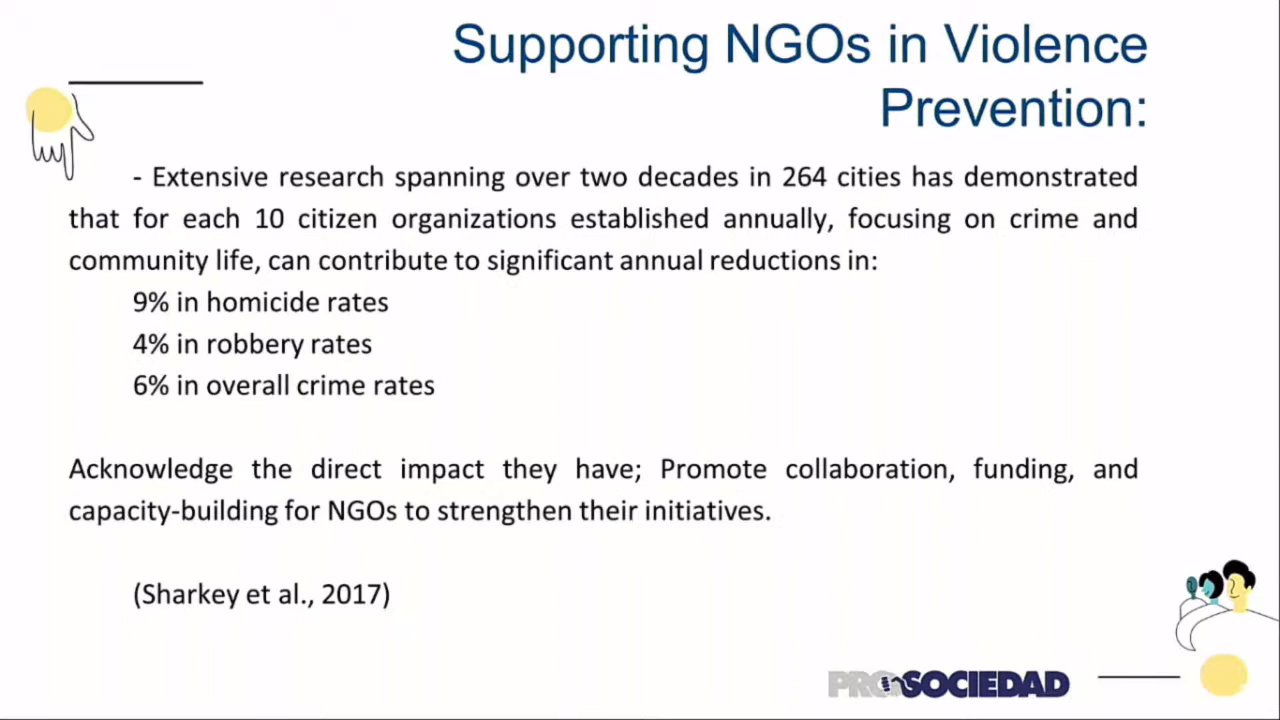 Supporting NGOs in Violence
Prevention:
- Extensive research spanning over two decades in 264 cities has demonstrated
that for each 10 citizen organizations established annually, focusing on crime and
community life, can contribute to significant annual reductions in:
9% in homicide rates
4% in robbery rates
6% in overall crime rates
Acknowledge the direct impact they have; Promote collaboration, funding, and
capacity-building for NGOs to strengthen their initiatives.
(Sharkey et al., 2017)
PROSOCIEDAD